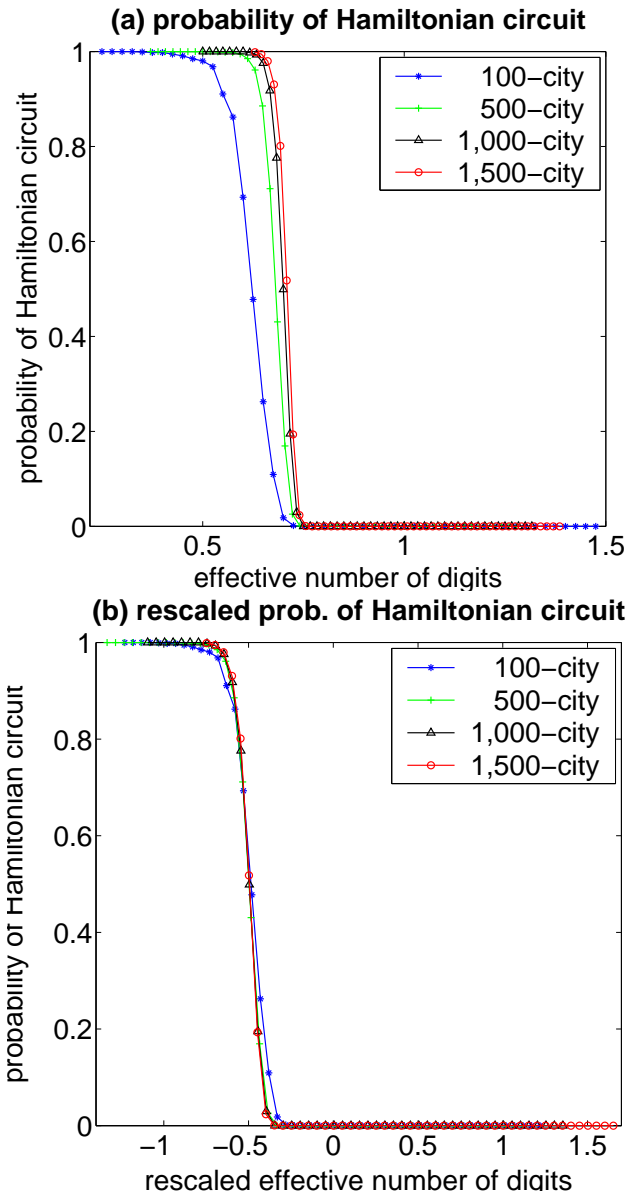 (a) probability of Hamiltonian circuit
1
0.8
0.6
0.4
0.2
0
0.5
1
1.5
100−city
500−city
1,000−city
1,500−city
probability of Hamiltonian circuit
effective number of digits
(b) rescaled prob. of Hamiltonian circuit
1
0.8
0.6
0.4
0.2
0
−1
−0.5
0
0.5
1
1.5
100−city
500−city
1,000−city
1,500−city
probability of Hamiltonian circuit
rescaled effective number of digits